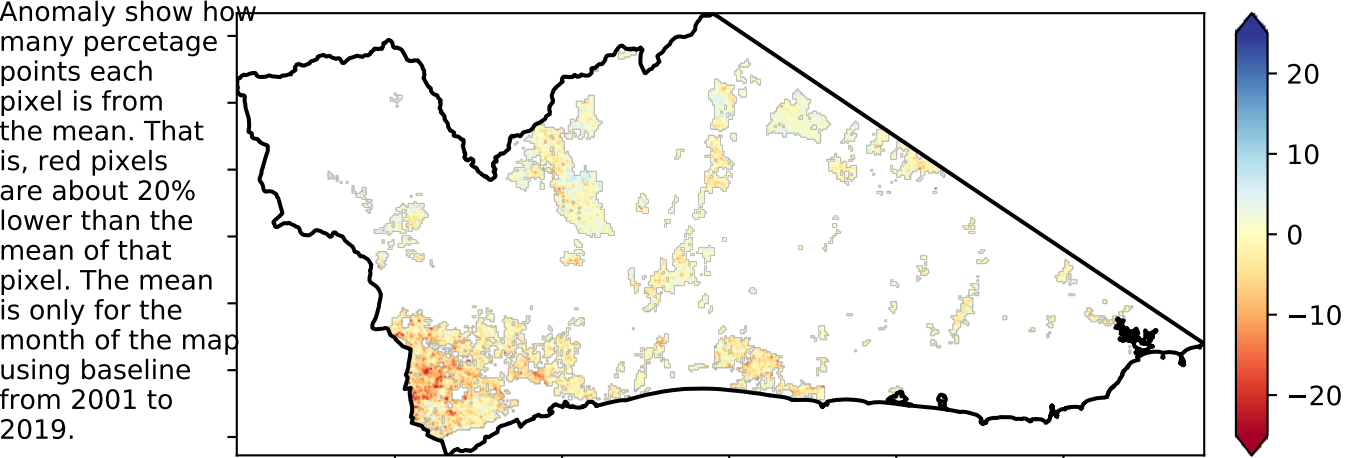 Anomaly show how
many percetage
points each
pixel is from
the mean. That
is, red pixels
are about 20%
lower than the
mean of that
pixel. The mean
is only for the
month of the map
using baseline
from 2001 to
2019.
20
10
0
−10
−20